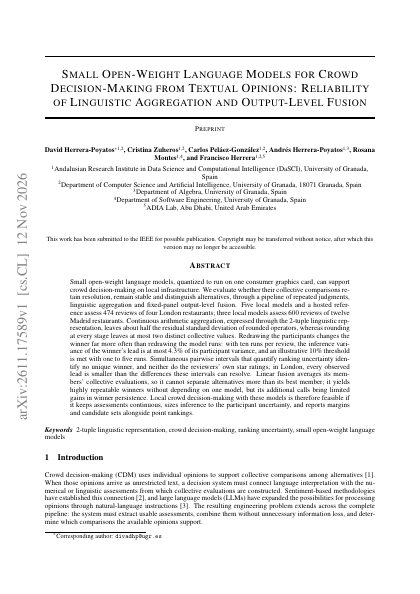 SMALL OPEN-WEIGHT LANGUAGE MODELS FOR CROWD
DECISION-MAKING FROM TEXTUAL OPINIONS: RELIABILITY
OF LINGUISTIC AGGREGATION AND OUTPUT-LEVEL FUSION
PREPRINT
David Herrera-Poyatos*1,2, Cristina Zuheros1,2, Carlos Peláez-González1,2, Andrés Herrera-Poyatos1,3, Rosana
Montes1,4, and Francisco Herrera1,2,5
1Andalusian Research Institute in Data Science and Computational Intelligence (DaSCI), University of Granada,
Spain
2Department of Computer Science and Artificial Intelligence, University of Granada, 18071 Granada, Spain
3Department of Algebra, University of Granada, Spain
4Department of Software Engineering, University of Granada, Spain
5ADIA Lab, Abu Dhabi, United Arab Emirates
This work has been submitted to the IEEE for possible publication. Copyright may be transferred without notice, after which this
version may no longer be accessible.
ABSTRACT
Small open-weight language models, quantized to run on one consumer graphics card, can support
crowd decision-making on local infrastructure. We evaluate whether their collective comparisons re-
tain resolution, remain stable and distinguish alternatives, through a pipeline of repeated judgments,
linguistic aggregation and fixed-panel output-level fusion. Five local models and a hosted refer-
ence assess 474 reviews of four London restaurants; three local models assess 600 reviews of twelve
Madrid restaurants. Continuous arithmetic aggregation, expressed through the 2-tuple linguistic rep-
resentation, leaves about half the residual standard deviation of rounded operators, whereas rounding
at every stage leaves at most two distinct collective values. Redrawing the participants changes the
winner far more often than redrawing the model runs: with ten runs per review, the inference vari-
ance of the winner's lead is at most 4.3% of its participant variance, and an illustrative 10% threshold
is met with one to five runs. Simultaneous pairwise intervals that quantify ranking uncertainty iden-
tify no unique winner, and neither do the reviewers' own star ratings; in London, every observed
lead is smaller than the differences these intervals can resolve. Linear fusion averages its mem-
bers' collective evaluations, so it cannot separate alternatives more than its best member; it yields
highly repeatable winners without depending on one model, but its additional calls bring limited
gains in winner persistence. Local crowd decision-making with these models is therefore feasible if
it keeps assessments continuous, sizes inference to the participant uncertainty, and reports margins
and candidate sets alongside point rankings.
Keywords 2-tuple linguistic representation, crowd decision-making, ranking uncertainty, small open-weight language
models
1 Introduction
Crowd decision-making (CDM) uses individual opinions to support collective comparisons among alternatives [1].
When those opinions arrive as unrestricted text, a decision system must connect language interpretation with the nu-
merical or linguistic assessments from which collective evaluations are constructed. Sentiment-based methodologies
have established this connection [2], and large language models (LLMs) have expanded the possibilities for processing
opinions through natural-language instructions [3]. The resulting engineering problem extends across the complete
pipeline: the system must extract usable assessments, combine them without unnecessary information loss, and deter-
mine which comparisons the available opinions support.
*Corresponding author: divadhp@ugr.es
arXiv:2611.17589v1 [cs.CL] 12 Nov 2026